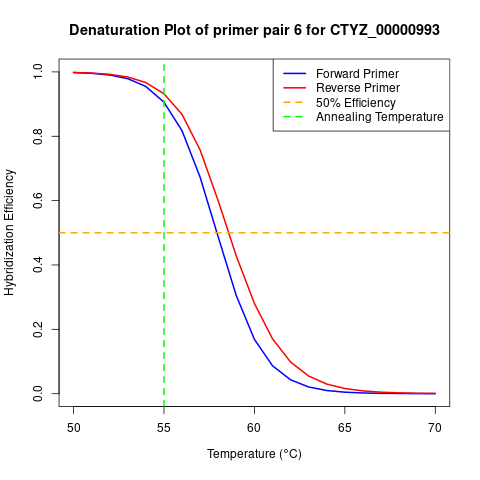 Denaturation Plot of primer pair 6 for CTYZ_00000993
Forward Primer
Reverse Primer
50% Efficiency
Annealing Temperature
Hybridization Efficiency
1.0
0.8
0.6
0.4
0.2
0.0
50 55 60 65 70
Temperature (°C)